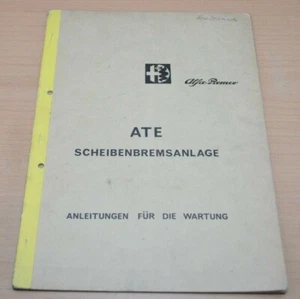 Alfa-Romeo
ATE
SCHEIBENBREMSANLAGE
ANLEITUNGEN FÜR DIE WARTUNG